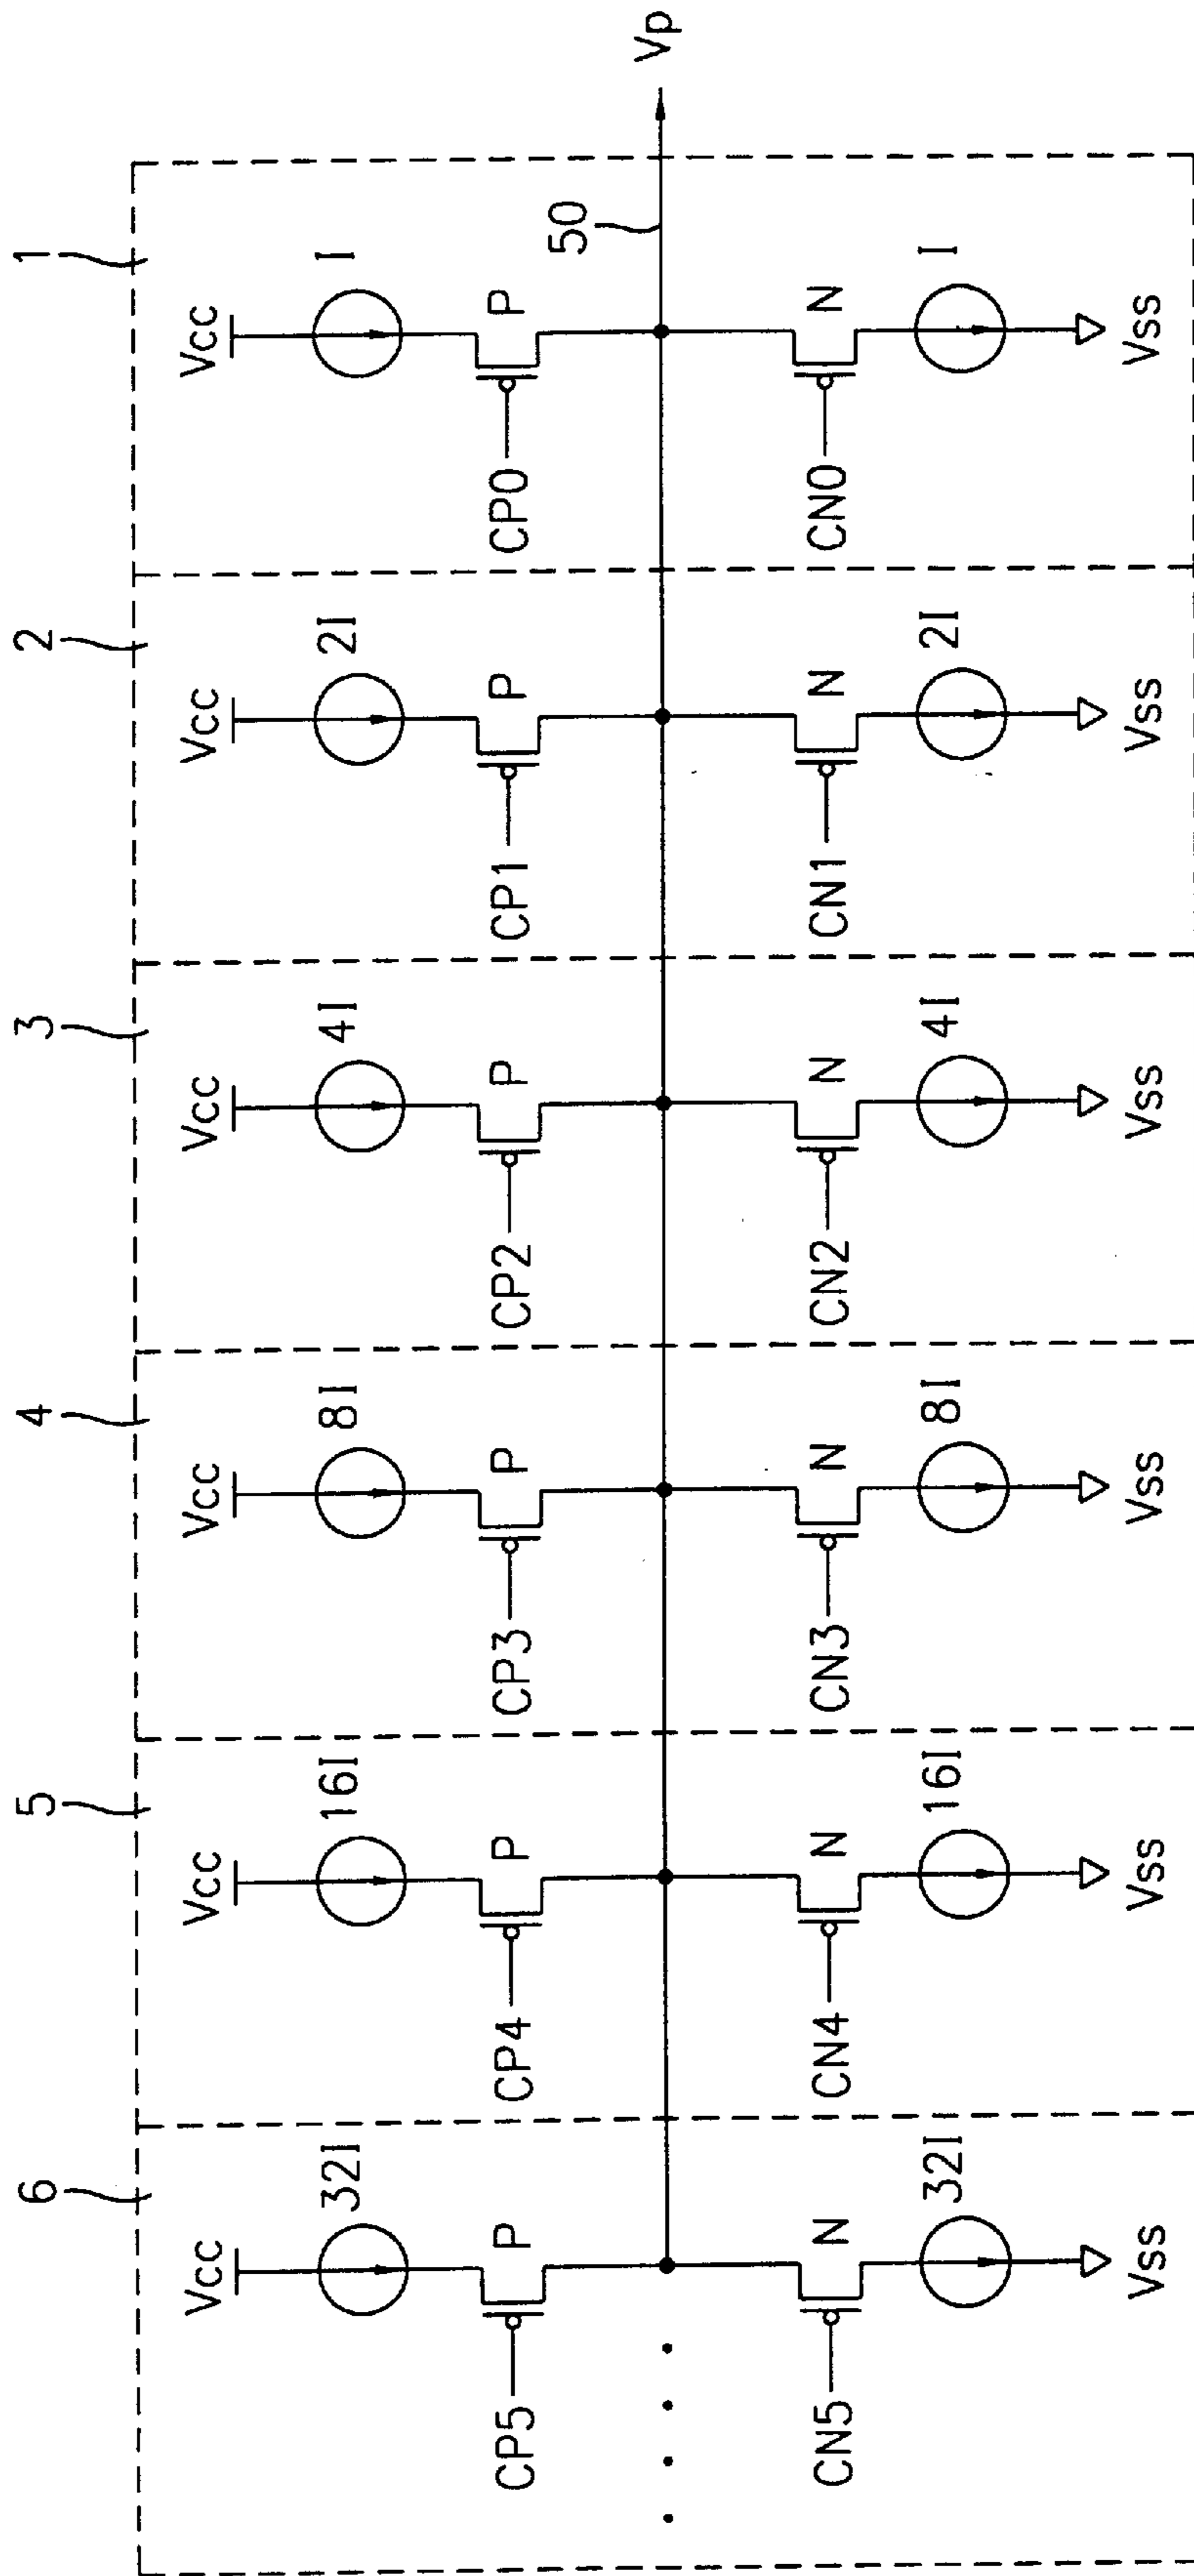 6 5 4 3 2 1
Vcc Vcc Vcc Vcc Vcc Vcc
32I 16I 8I 4I 2I I
P P P P P P
CP5 CP4 CP3 CP2 CP1 CP0
50
Vp
N N N N N N
CN5 CN4 CN3 CN2 CN1 CN0
32I 16I 8I 4I 2I I
Vss Vss Vss Vss Vss Vss